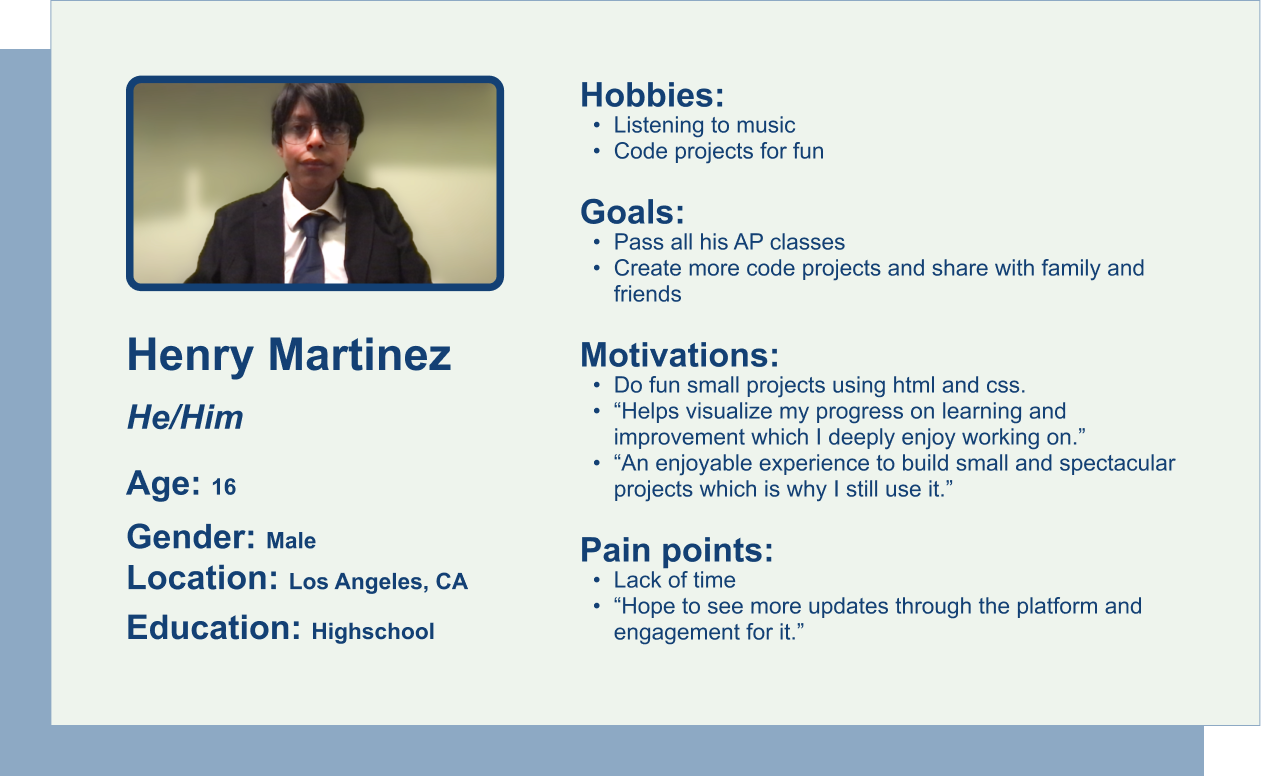 Henry Martinez
He/Him
Age: 16
Gender: Male
Location: Los Angeles, CA
Education: Highschool
Hobbies:
• Listening to music
• Code projects for fun
Goals:
• Pass all his AP classes
• Create more code projects and share with family and
friends
Motivations:
• Do fun small projects using html and css.
• “Helps visualize my progress on learning and
improvement which I deeply enjoy working on.”
• “An enjoyable experience to build small and spectacular
projects which is why I still use it.”
Pain points:
• Lack of time
• “Hope to see more updates through the platform and
engagement for it.”